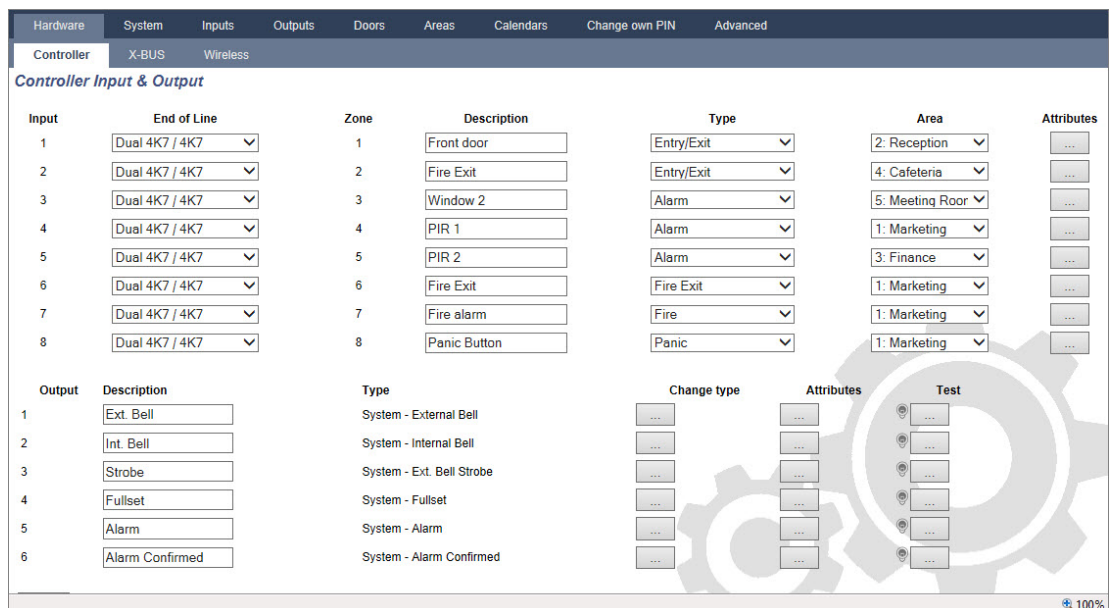 Hardware System Inputs Outputs Doors Areas Calendars Change own PIN Advanced
Controller X-BUS Wireless
Controller Input & Output
Input End of Line Zone Description Type Area Attributes
1 Dual 4K7 / 4K7 1 Front door Entry/Exit 2: Reception ...
2 Dual 4K7 / 4K7 2 Fire Exit Entry/Exit 4: Cafeteria ...
3 Dual 4K7 / 4K7 3 Window 2 Alarm 5: Meeting Roor ...
4 Dual 4K7 / 4K7 4 PIR 1 Alarm 1: Marketing ...
5 Dual 4K7 / 4K7 5 PIR 2 Alarm 3: Finance ...
6 Dual 4K7 / 4K7 6 Fire Exit Fire Exit 1: Marketing ...
7 Dual 4K7 / 4K7 7 Fire alarm Fire 1: Marketing ...
8 Dual 4K7 / 4K7 8 Panic Button Panic 1: Marketing ...
Output Description Type Change type Attributes Test
1 Ext. Bell System - External Bell ... ... ...
2 Int. Bell System - Internal Bell ... ... ...
3 Strobe System - Ext. Bell Strobe ... ... ...
4 Fullset System - Fullset ... ... ...
5 Alarm System - Alarm ... ... ...
6 Alarm Confirmed System - Alarm Confirmed ... ... ...
100%